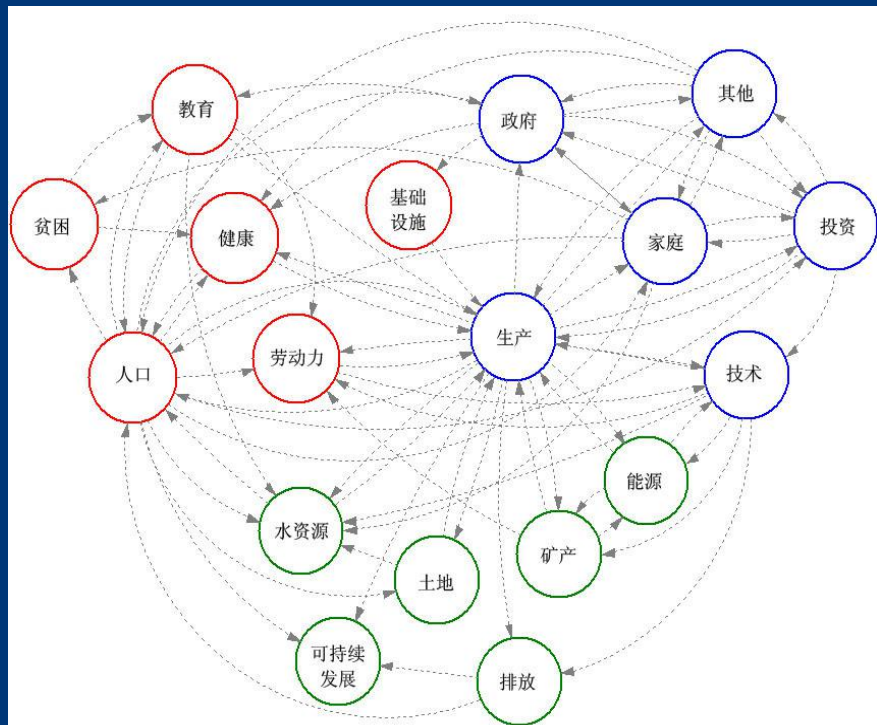 其他
教育
政府
基础
设施
贫困
健康
家庭
投资
生产
劳动力
人口
技术
能源
水资源
矿产
土地
可持续
发展
排放